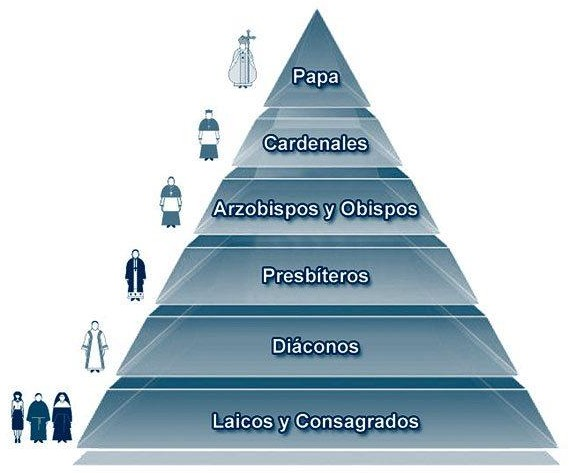 Papa
Cardenales
Arzobispos y Obispos
Presbíteros
Diáconos
Laicos y Consagrados